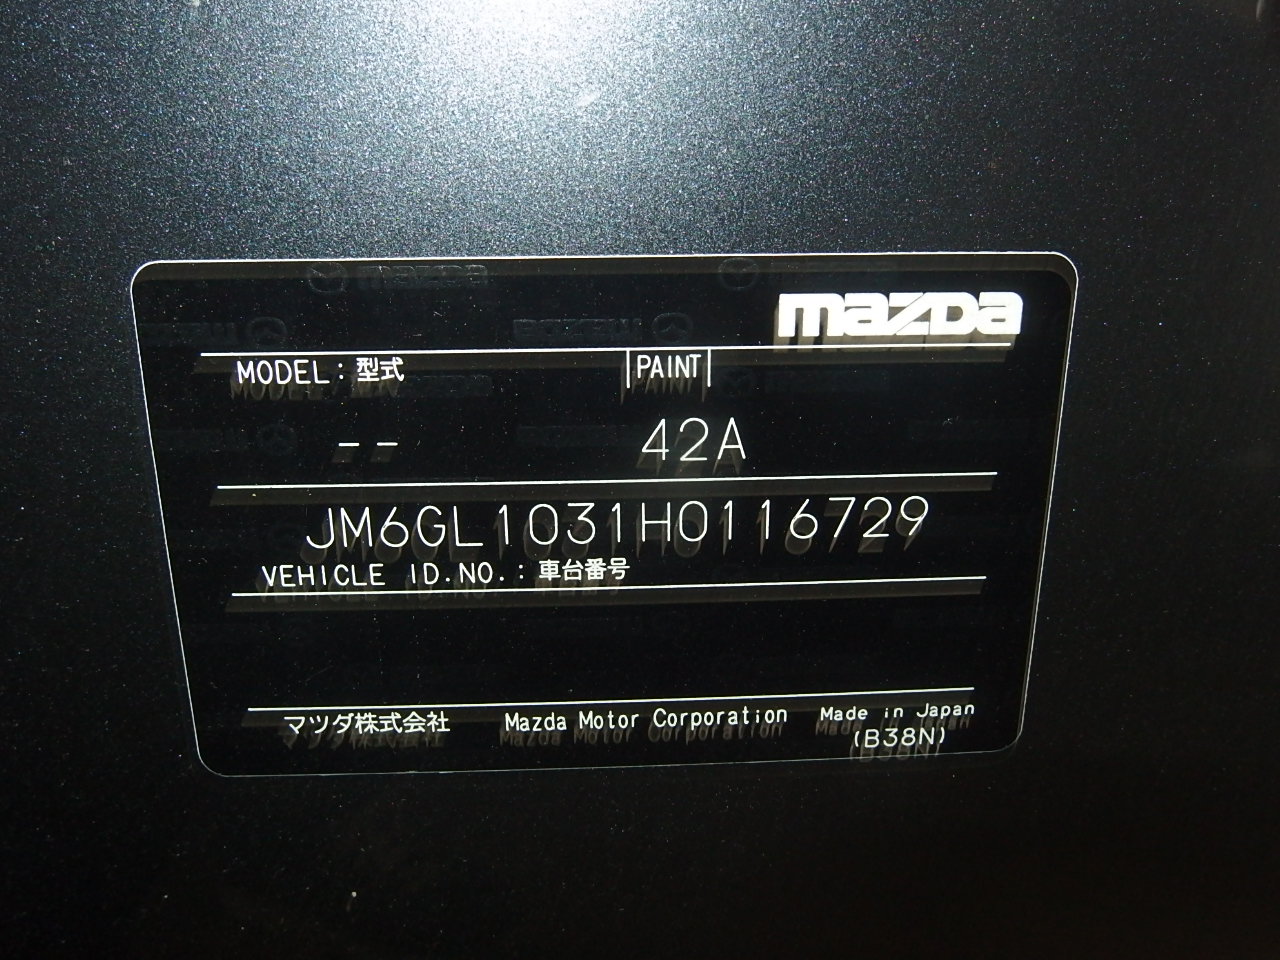 mazda
MODEL : 型式 PAINT
-- 42A
JM6GL1031H0116729
VEHICLE ID.NO. : 車台番号
マツダ株式会社 Mazda Motor Corporation Made in Japan
(B38N)